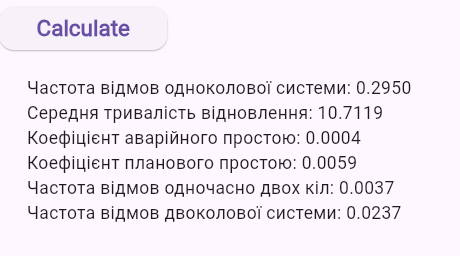 Calculate
Частота відмов одноколової системи: 0.2950
Середня тривалість відновлення: 10.7119
Коефіцієнт аварійного простою: 0.0004
Коефіцієнт планового простою: 0.0059
Частота відмов одночасно двох кіл: 0.0037
Частота відмов двоколової системи: 0.0237